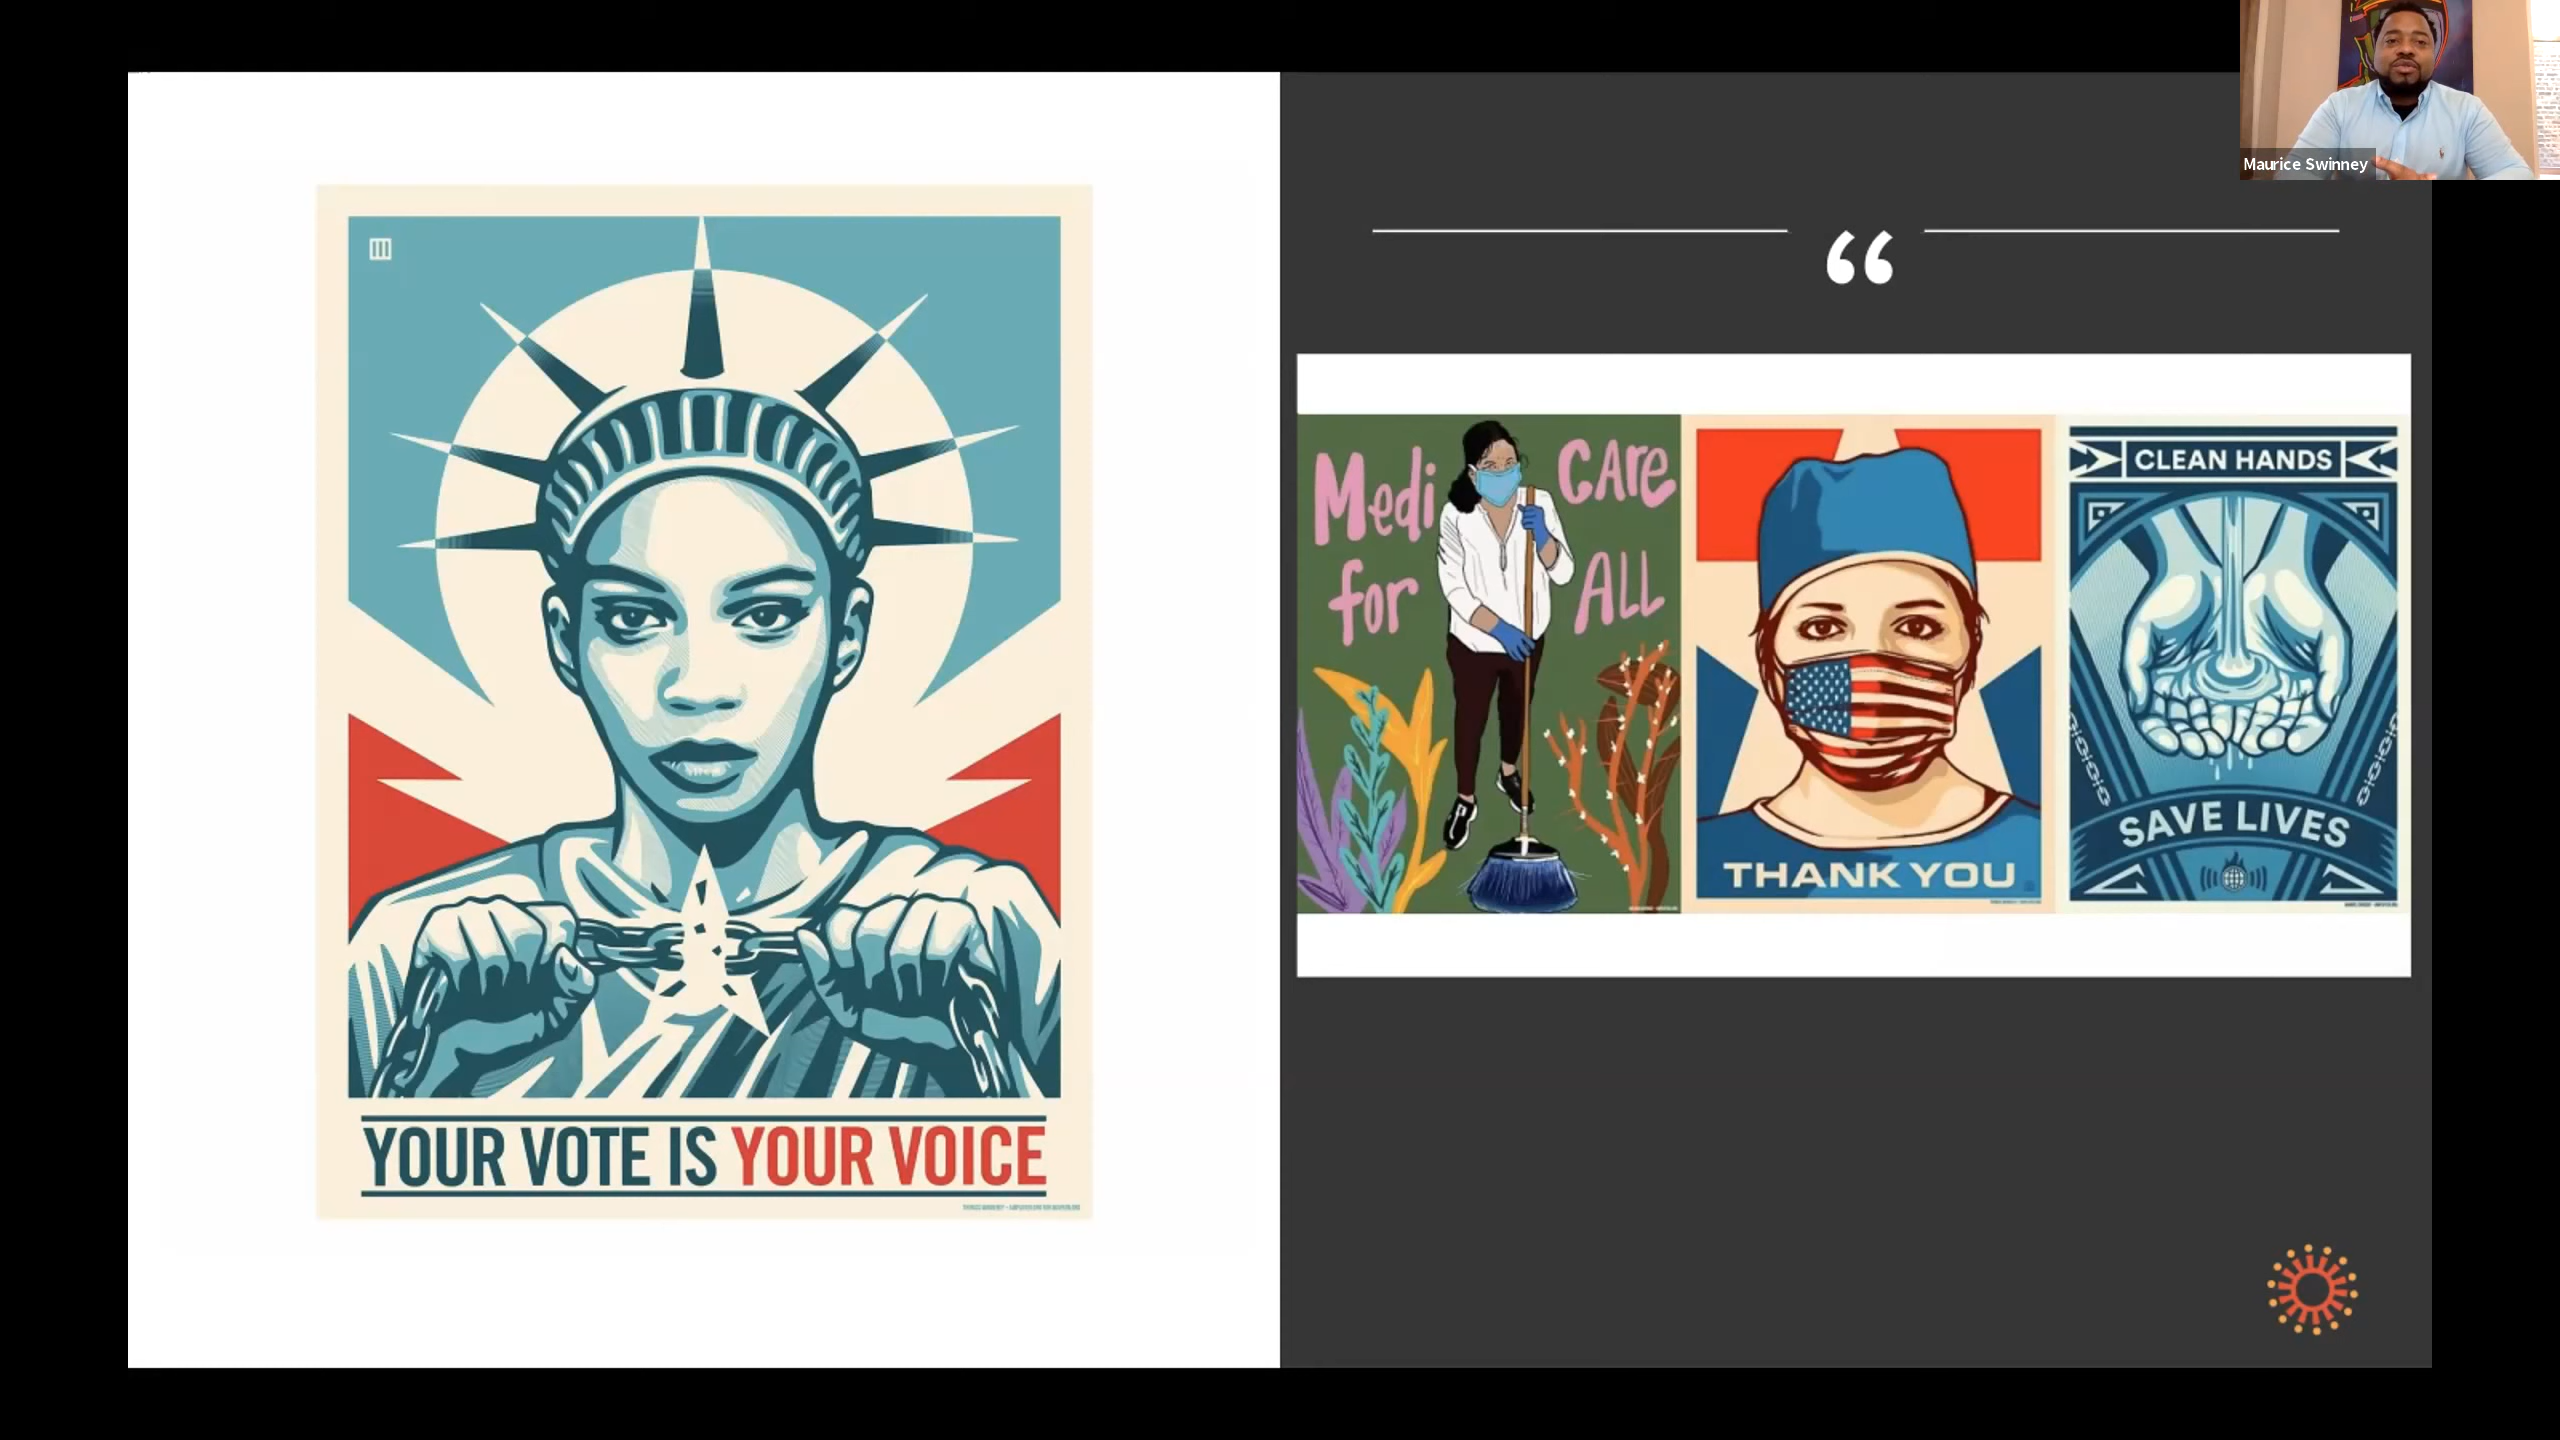 Maurice Swinney
“
YOUR VOTE IS YOUR VOICE
Medi CAre
for ALL
THANK YOU
CLEAN HANDS
SAVE LIVES